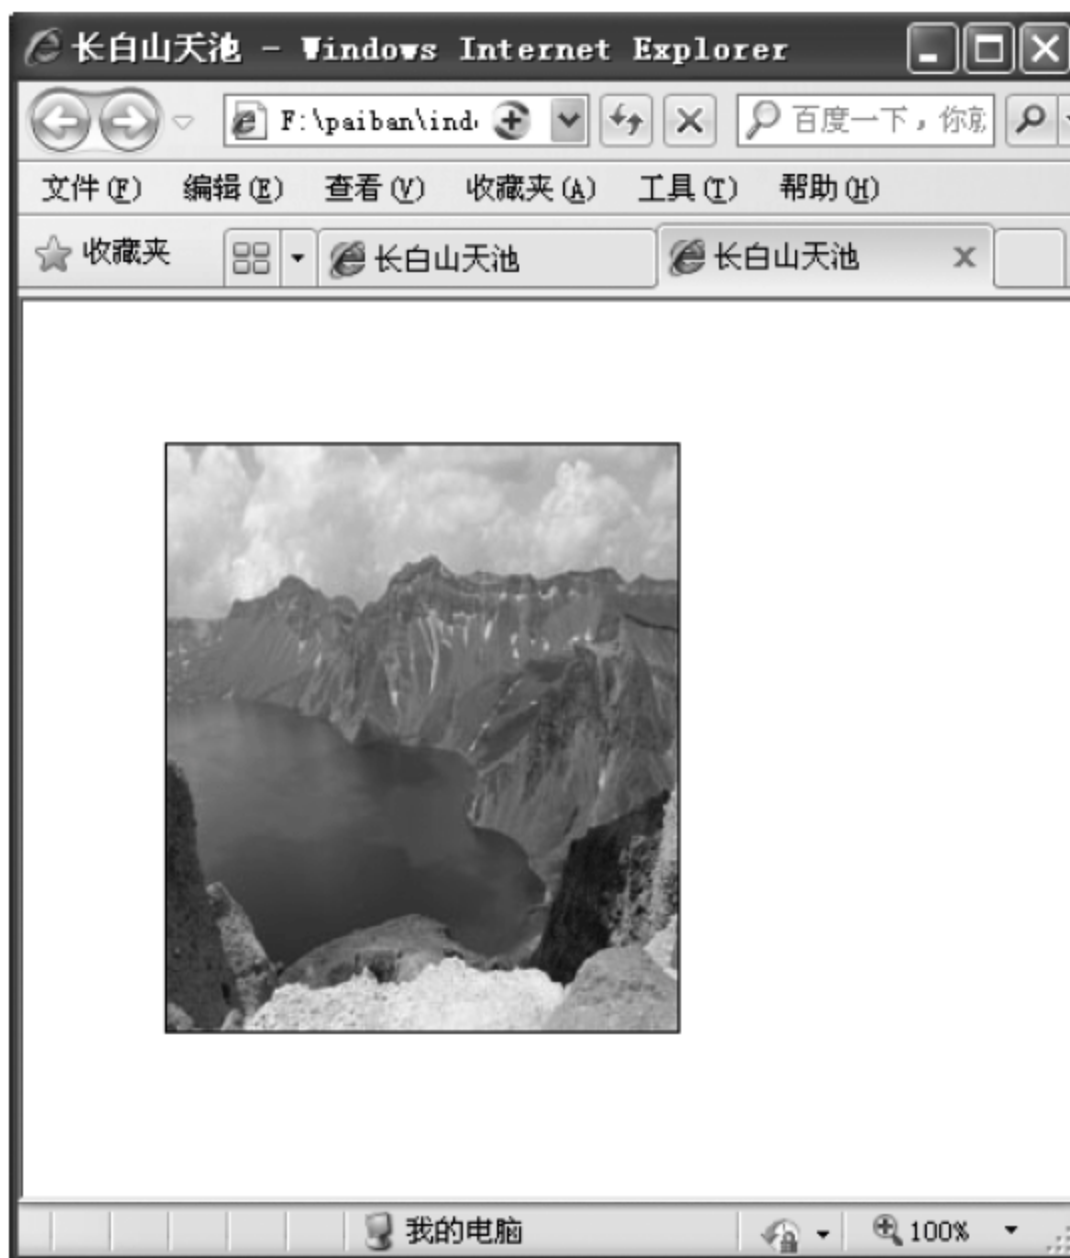 长白山天池 - Windows Internet Explorer
F:\paiban\ind
百度一下，你
文件(F) 编辑(E) 查看(V) 收藏夹(A) 工具(T) 帮助(H)
收藏夹 长白山天池 长白山天池
我的电脑 100%